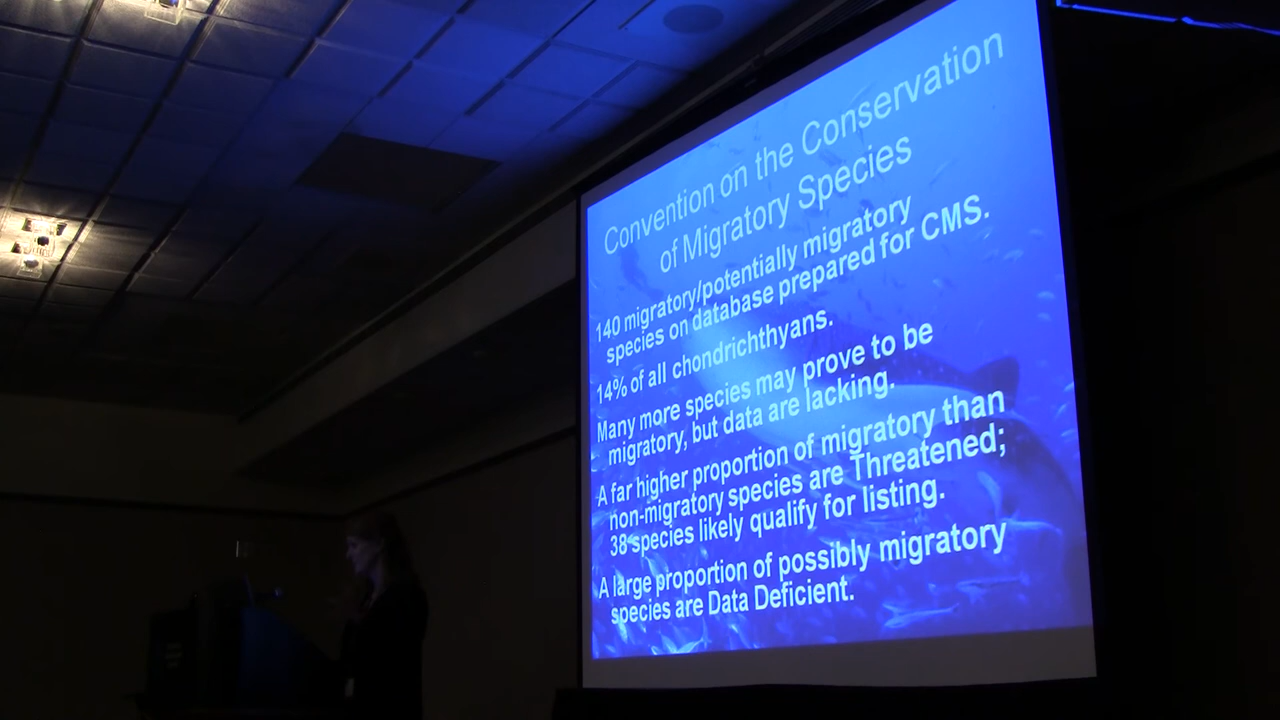 Convention on the Conservation
of Migratory Species
140 migratory/potentially migratory
species on database prepared for CMS.
14% of all chondrichthyans.
Many more species may prove to be
migratory, but data are lacking.
A far higher proportion of migratory than
non-migratory species are Threatened;
38 species likely qualify for listing.
A large proportion of possibly migratory
species are Data Deficient.